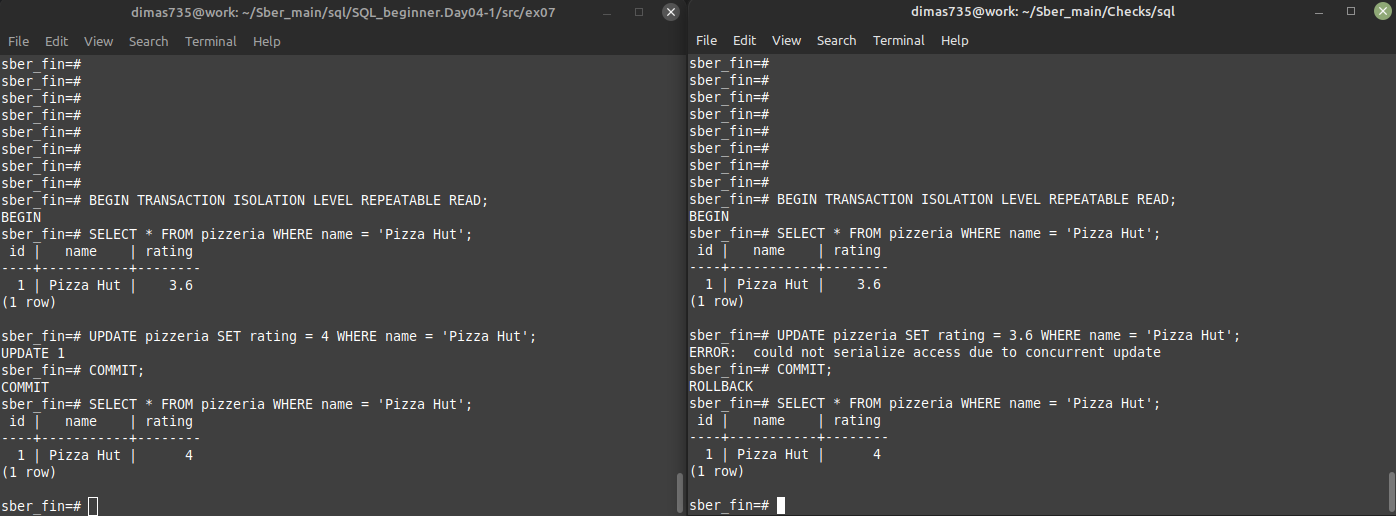 dimas735@work: ~/Sber_main/sql/SQL_beginner.Day04-1/src/ex07
File Edit View Search Terminal Help
sber_fin=#
sber_fin=#
sber_fin=#
sber_fin=#
sber_fin=#
sber_fin=#
sber_fin=#
sber_fin=#
sber_fin=# BEGIN TRANSACTION ISOLATION LEVEL REPEATABLE READ;
BEGIN
sber_fin=# SELECT * FROM pizzeria WHERE name = 'Pizza Hut';
 id |   name    | rating
----+-----------+--------
  1 | Pizza Hut |    3.6
(1 row)

sber_fin=# UPDATE pizzeria SET rating = 4 WHERE name = 'Pizza Hut';
UPDATE 1
sber_fin=# COMMIT;
COMMIT
sber_fin=# SELECT * FROM pizzeria WHERE name = 'Pizza Hut';
 id |   name    | rating
----+-----------+--------
  1 | Pizza Hut |      4
(1 row)

sber_fin=#
dimas735@work: ~/Sber_main/Checks/sql
File Edit View Search Terminal Help
sber_fin=#
sber_fin=#
sber_fin=#
sber_fin=#
sber_fin=#
sber_fin=#
sber_fin=#
sber_fin=#
sber_fin=# BEGIN TRANSACTION ISOLATION LEVEL REPEATABLE READ;
BEGIN
sber_fin=# SELECT * FROM pizzeria WHERE name = 'Pizza Hut';
 id |   name    | rating
----+-----------+--------
  1 | Pizza Hut |    3.6
(1 row)

sber_fin=# UPDATE pizzeria SET rating = 3.6 WHERE name = 'Pizza Hut';
ERROR:  could not serialize access due to concurrent update
sber_fin=# COMMIT;
ROLLBACK
sber_fin=# SELECT * FROM pizzeria WHERE name = 'Pizza Hut';
 id |   name    | rating
----+-----------+--------
  1 | Pizza Hut |      4
(1 row)

sber_fin=#